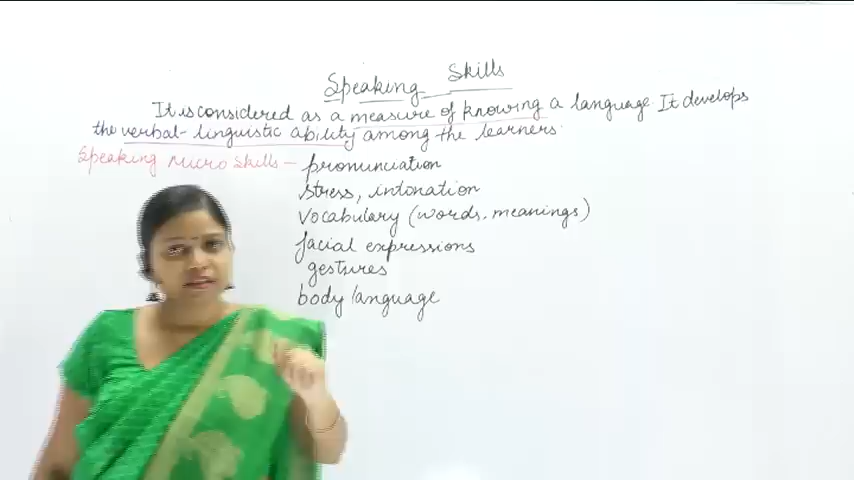 Speaking Skills
It is considered as a measure of knowing a language. It develops
the verbal-linguistic ability among the learners.
Speaking Micro Skills - pronunciation
stress, intonation
vocabulary (words, meanings)
facial expressions
gestures
body language